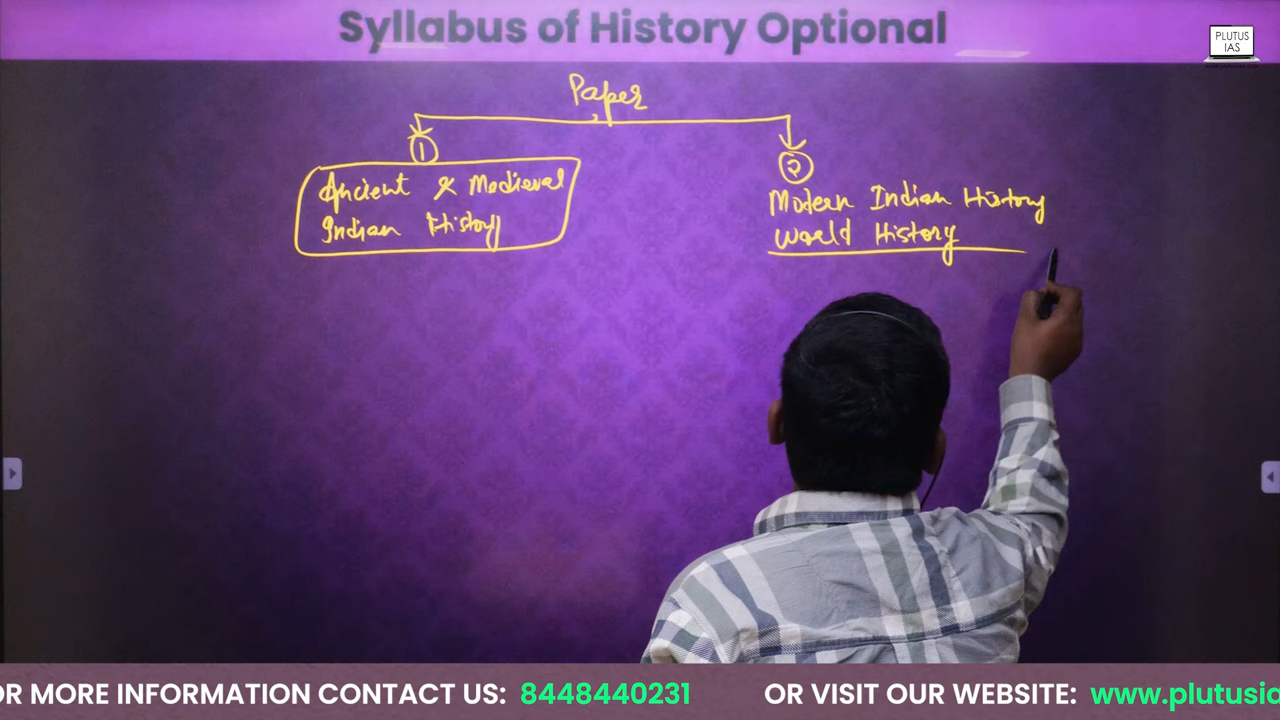 Syllabus of History Optional
PLUTUS
IAS
Paper
1
Ancient & Medieval
Indian History
2
Modern Indian History
World History
OR MORE INFORMATION CONTACT US: 8448440231
OR VISIT OUR WEBSITE: www.plutusia